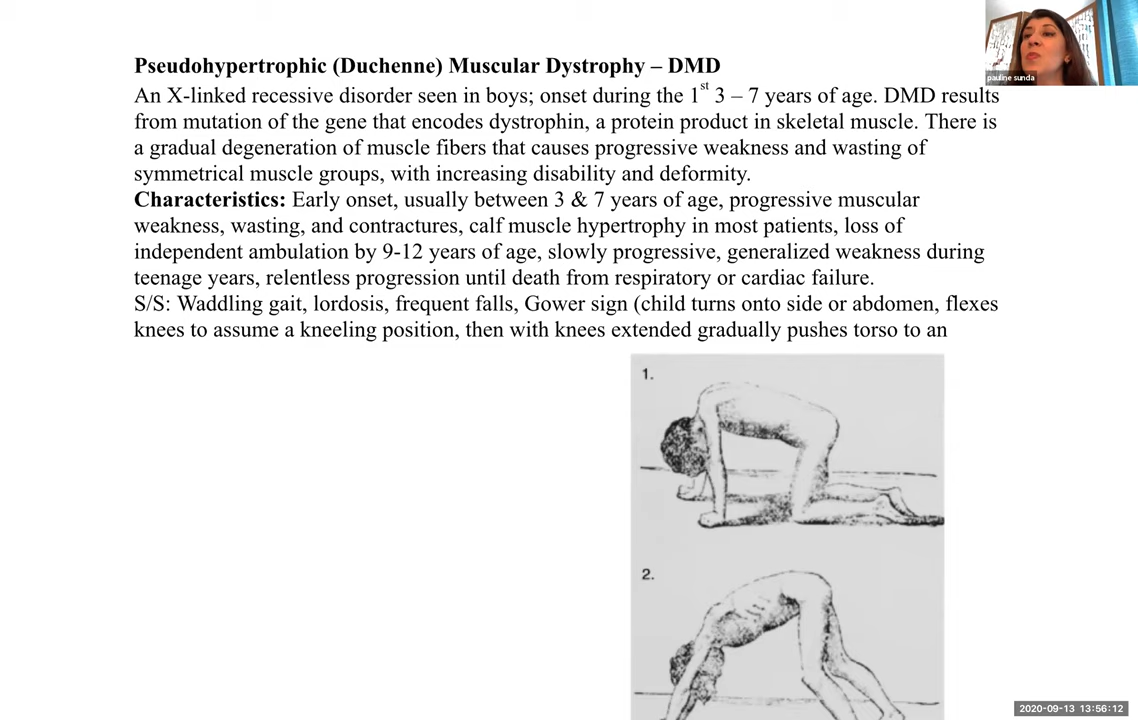 Pseudohypertrophic (Duchenne) Muscular Dystrophy – DMD
An X-linked recessive disorder seen in boys; onset during the 1st 3 – 7 years of age. DMD results
from mutation of the gene that encodes dystrophin, a protein product in skeletal muscle. There is
a gradual degeneration of muscle fibers that causes progressive weakness and wasting of
symmetrical muscle groups, with increasing disability and deformity.
Characteristics: Early onset, usually between 3 & 7 years of age, progressive muscular
weakness, wasting, and contractures, calf muscle hypertrophy in most patients, loss of
independent ambulation by 9-12 years of age, slowly progressive, generalized weakness during
teenage years, relentless progression until death from respiratory or cardiac failure.
S/S: Waddling gait, lordosis, frequent falls, Gower sign (child turns onto side or abdomen, flexes
knees to assume a kneeling position, then with knees extended gradually pushes torso to an
1.
2.
pauline sunda
2020-09-13 13:56:12